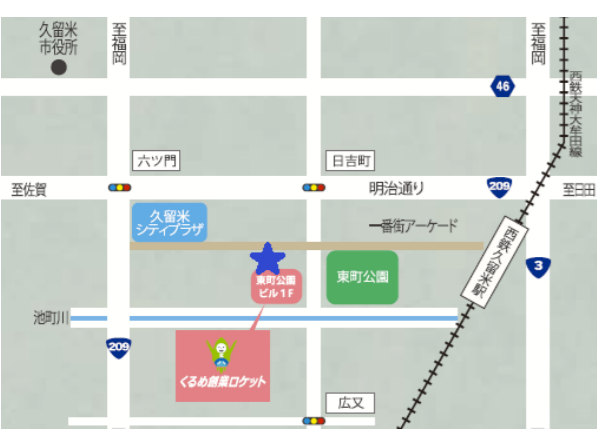 久留米
市役所
至福岡
至福岡
46
西鉄天神大牟田線
六ツ門
日吉町
至佐賀
明治通り
209
至日田
久留米
シティプラザ
一番街アーケード
西鉄久留米駅
東町公園
3
東町公園
ビル1F
池町川
209
くるめ創業ロケット
広又